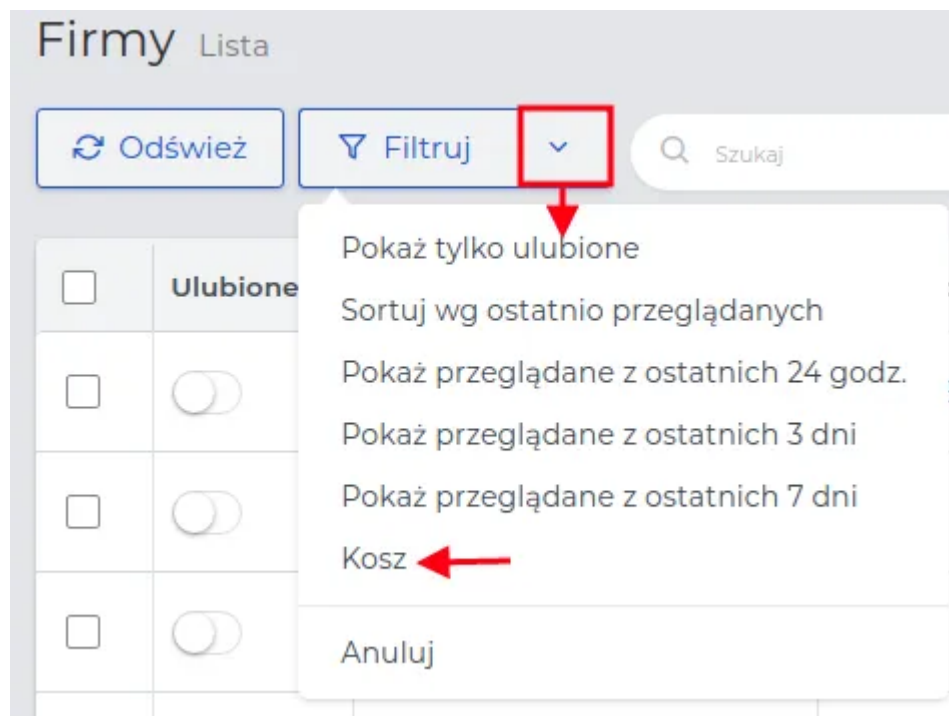 Firmy Lista
Odśwież Filtruj Szukaj
Ulubione
Pokaż tylko ulubione
Sortuj wg ostatnio przeglądanych
Pokaż przeglądane z ostatnich 24 godz.
Pokaż przeglądane z ostatnich 3 dni
Pokaż przeglądane z ostatnich 7 dni
Kosz
Anuluj